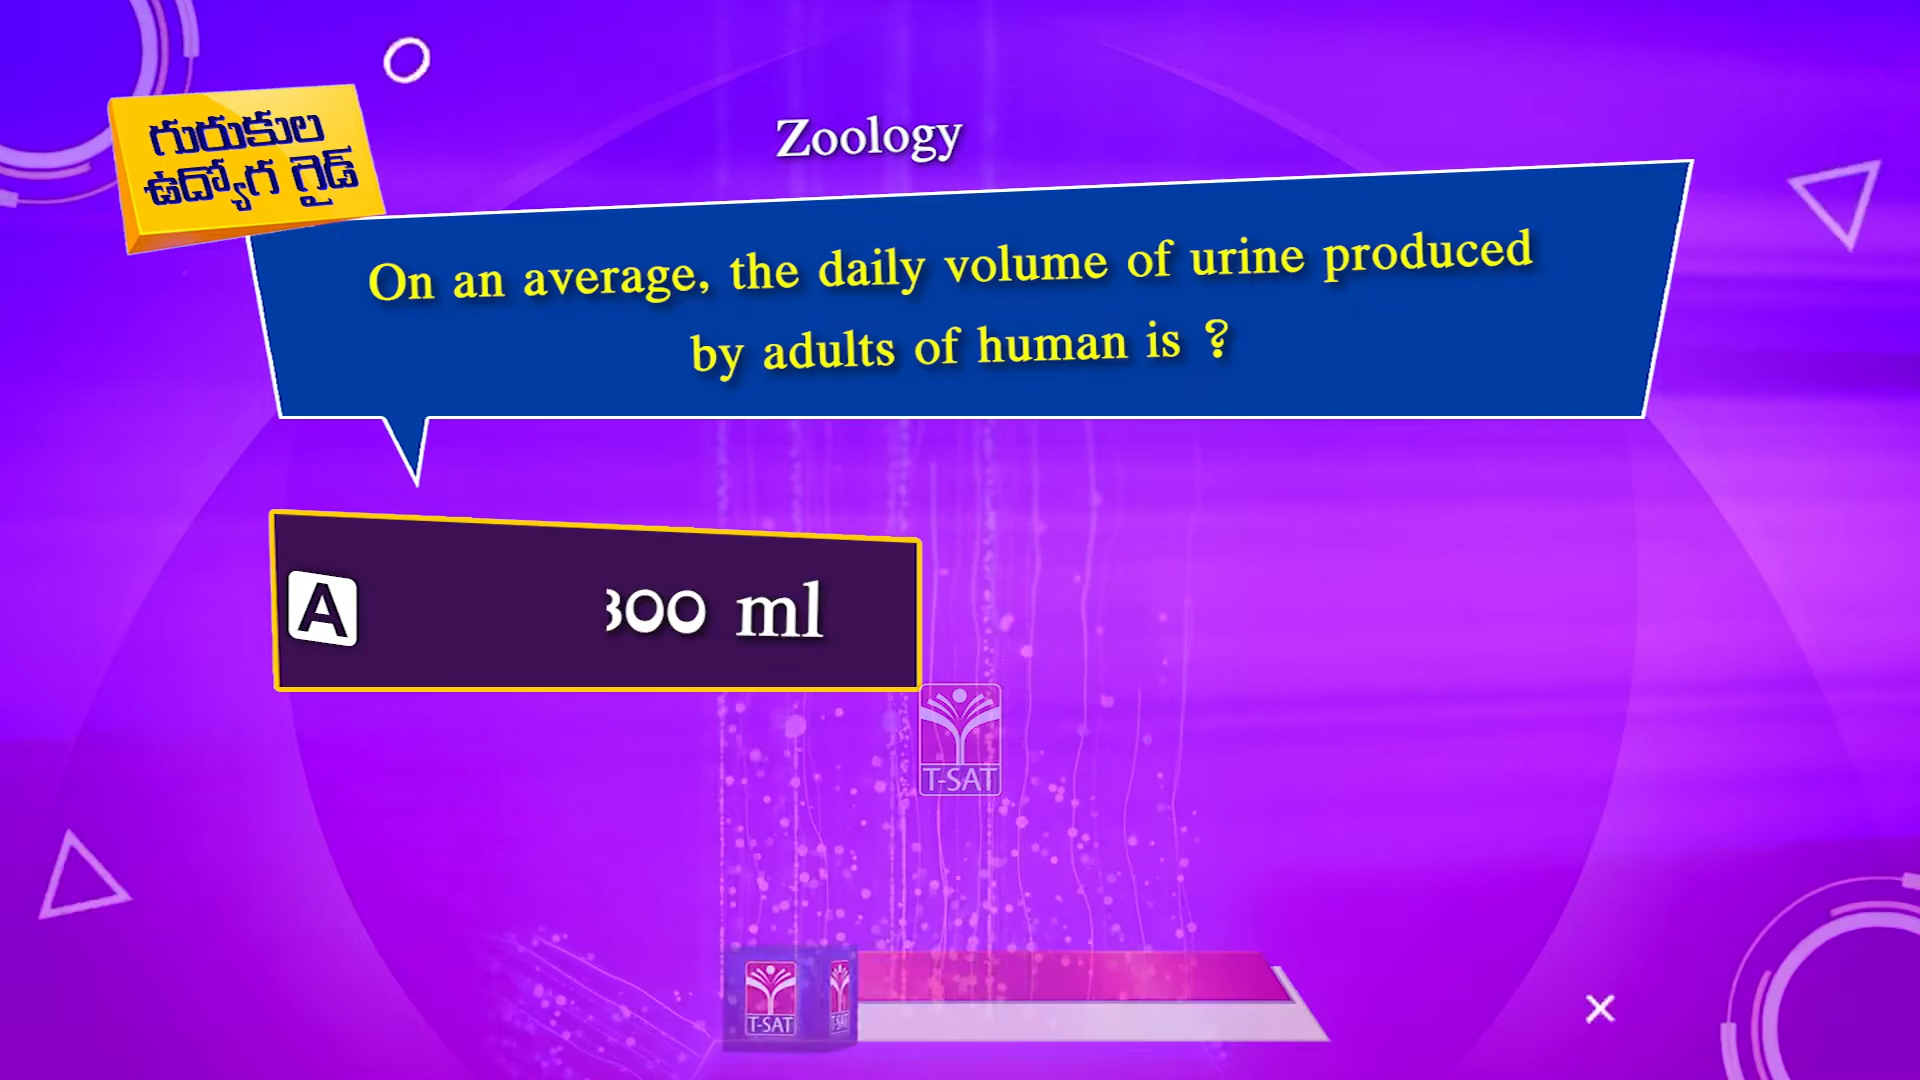 గురుకుల
ఉద్యోగ గైడ్
Zoology
On an average, the daily volume of urine produced
by adults of human is ?
A
ml
T-SAT
T-SAT
T-SAT